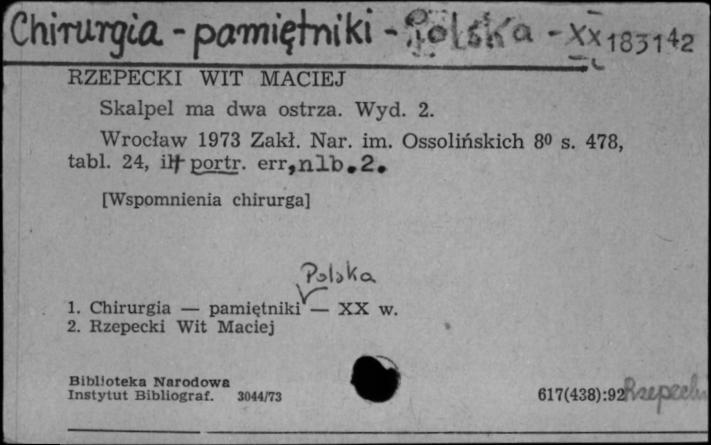 Chirurgia - pamiętniki - Polska - XX 183142
RZEPECKI WIT MACIEJ
Skalpel ma dwa ostrza. Wyd. 2.
Wrocław 1973 Zakł. Nar. im. Ossolińskich 8⁰ s. 478,
tabl. 24, il. portr. err., nlb. 2.
[Wspomnienia chirurga]
Polska
1. Chirurgia — pamiętniki — XX w.
2. Rzepecki Wit Maciej
Biblioteka Narodowa
Instytut Bibliograf. 3044/73
617(438):92 Rzepecki